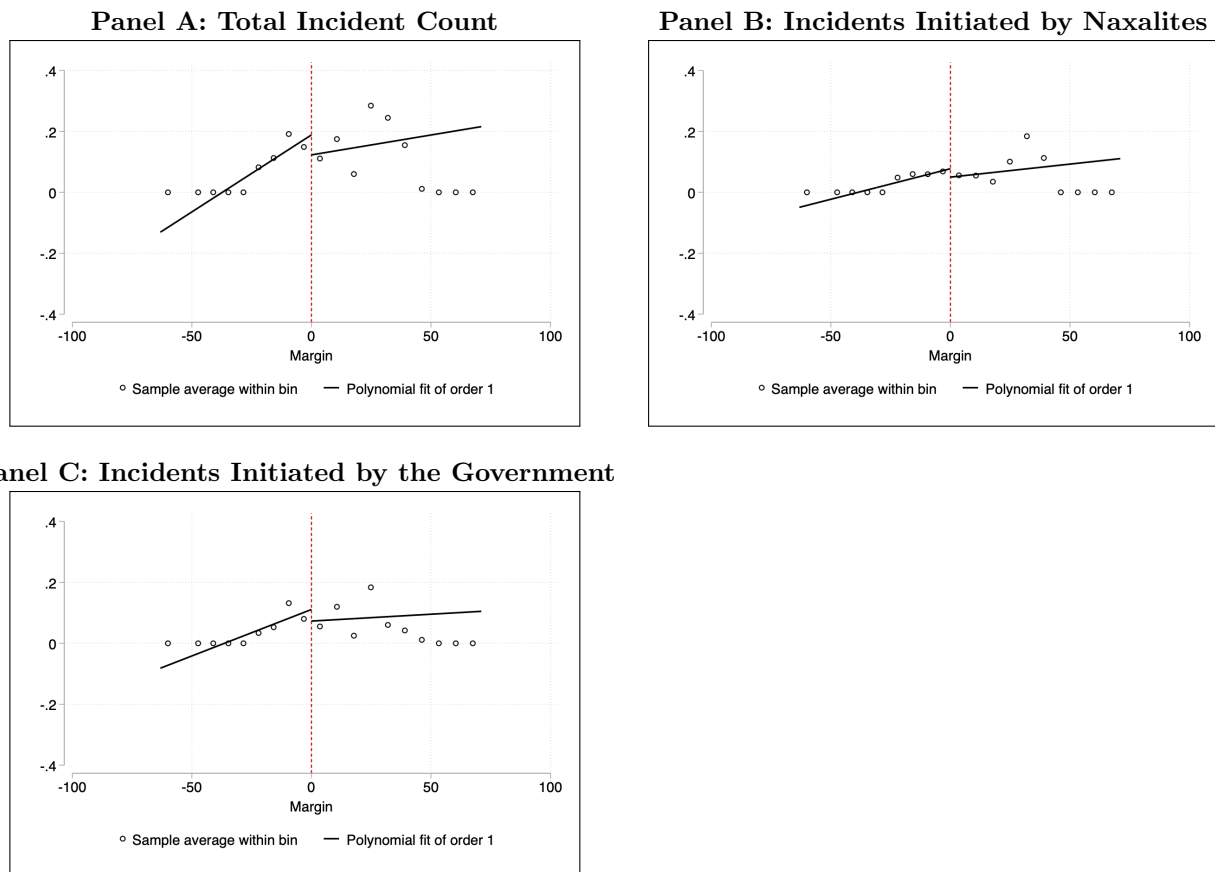 Panel A: Total Incident Count
.4
.2
0
-.2
-.4
-100
-50
0
50
100
Margin
Sample average within bin
Polynomial fit of order 1
Panel B: Incidents Initiated by Naxalites
.4
.2
0
-.2
-.4
-100
-50
0
50
100
Margin
Sample average within bin
Polynomial fit of order 1
anel C: Incidents Initiated by the Government
.4
.2
0
-.2
-.4
-100
-50
0
50
100
Margin
Sample average within bin
Polynomial fit of order 1